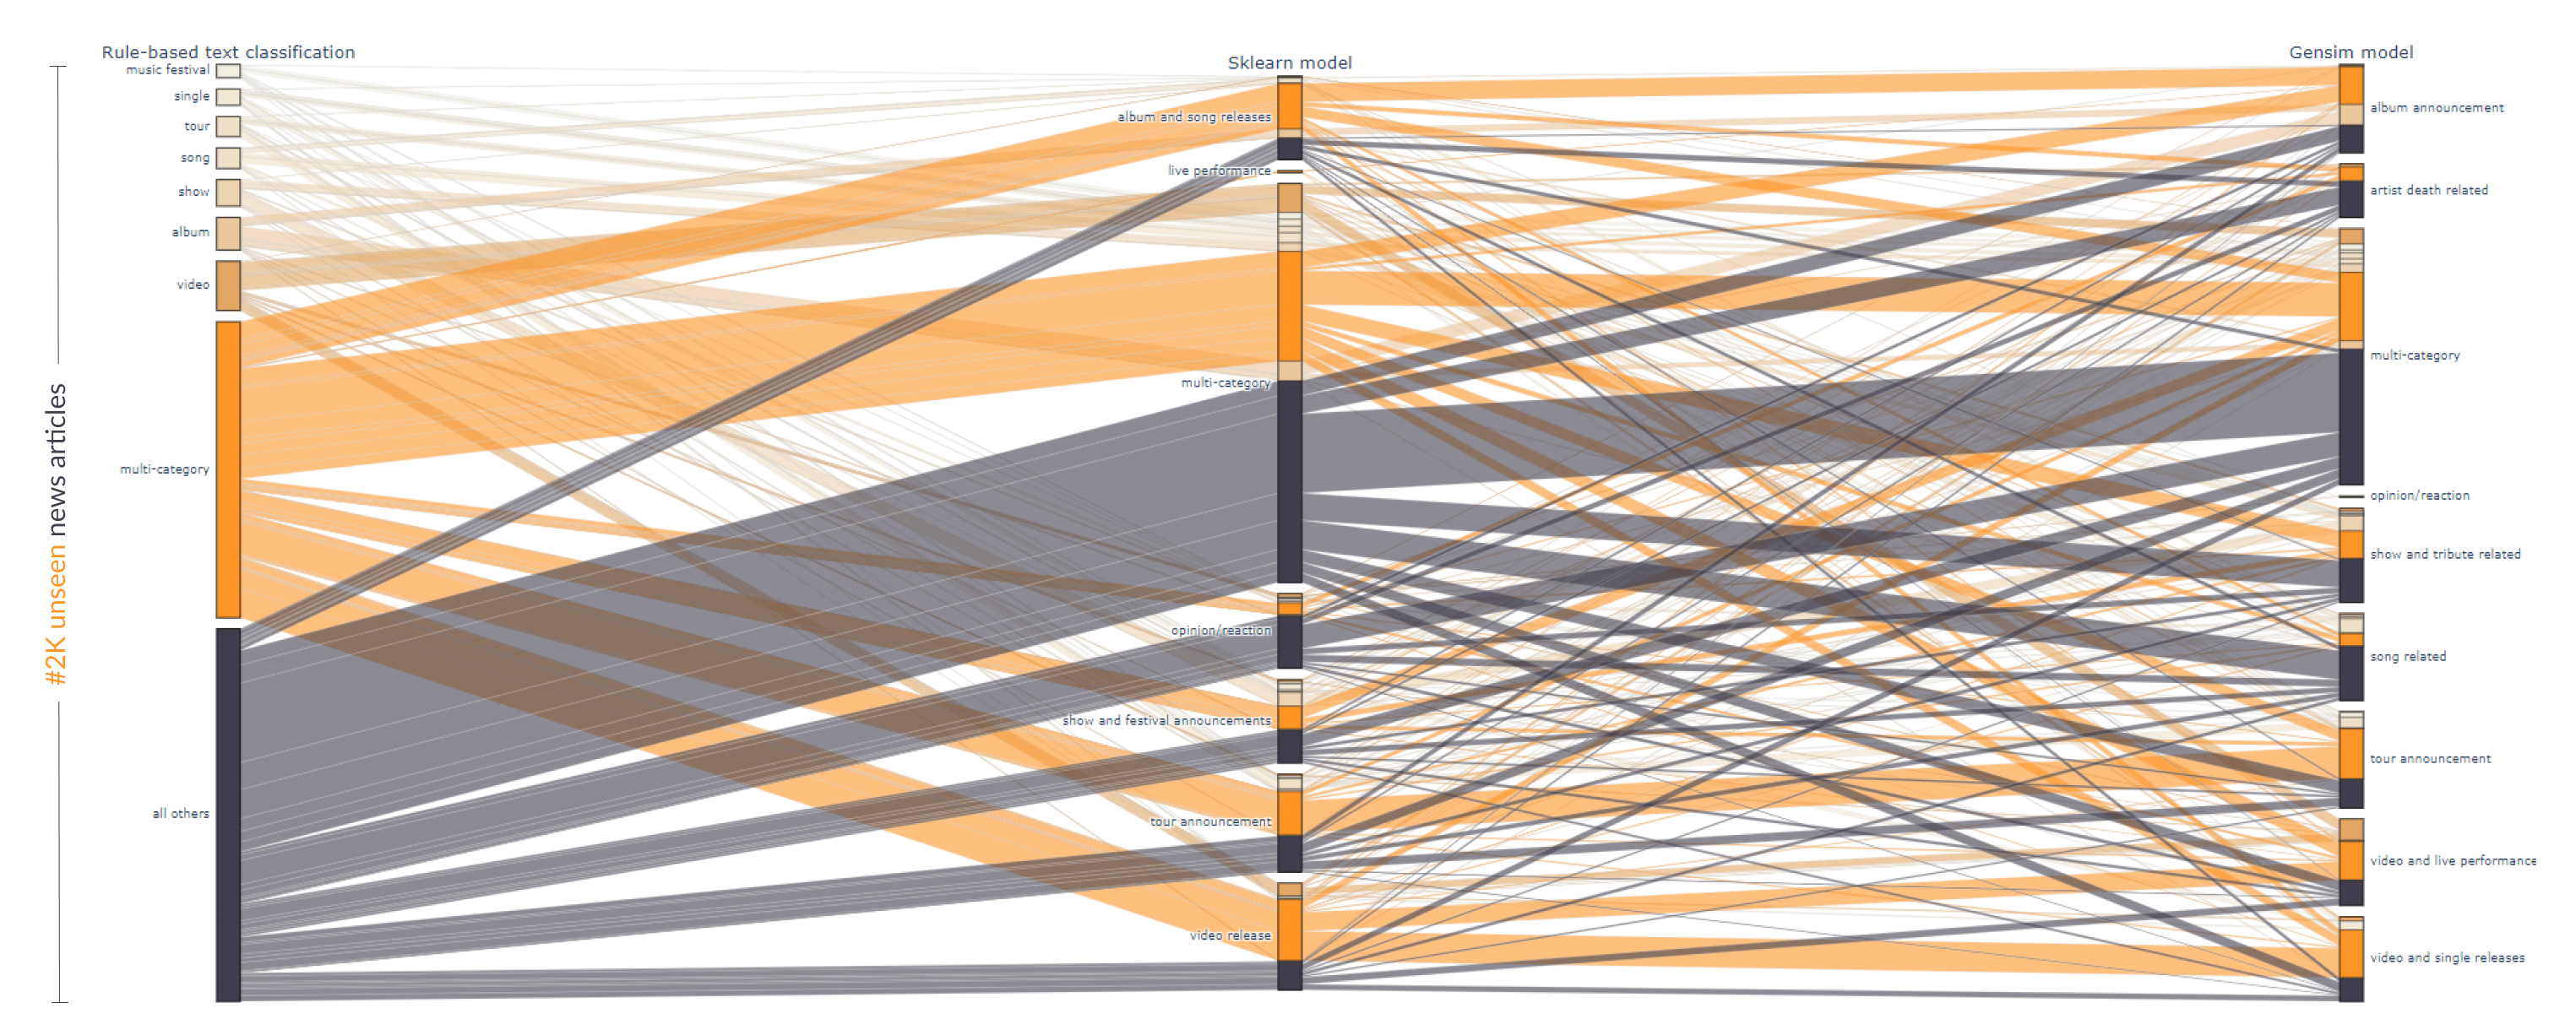 Rule-based text classification
music festival
single
tour
song
show
album
video
multi-category
all others
#2K unseen news articles
Sklearn model
album and song releases
live performance
multi-category
opinion/reaction
show and festival announcements
tour announcement
video release
Gensim model
album announcement
artist death related
multi-category
opinion/reaction
show and tribute related
song related
tour announcement
video and live performance
video and single releases